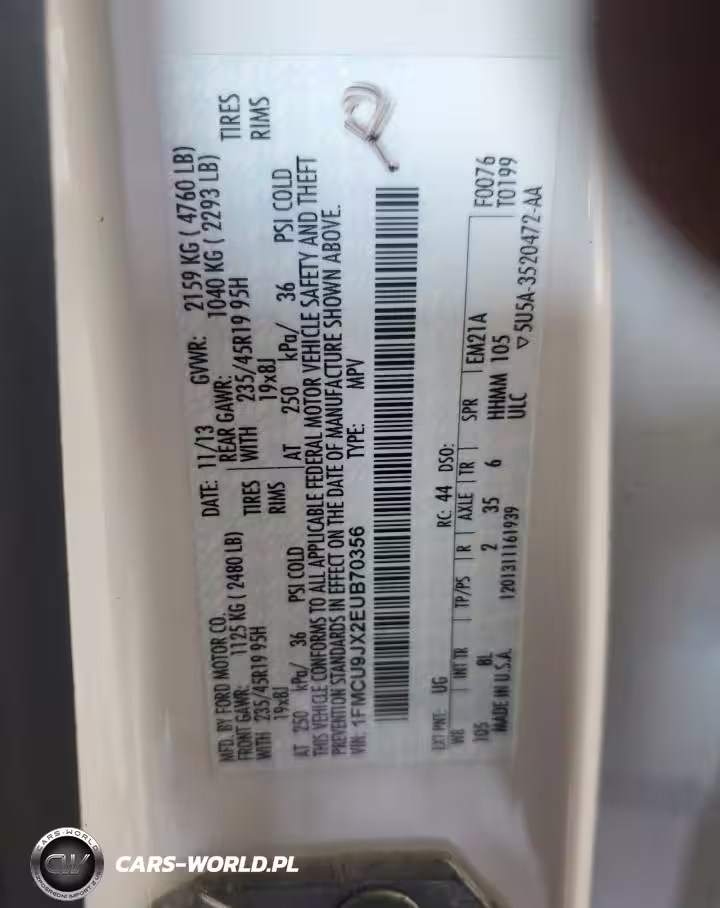 MFD. BY FORD MOTOR CO.
DATE: 11/13
GVWR: 2159 KG ( 4760 LB)
FRONT GAWR: 1125 KG ( 2480 LB)
REAR GAWR: 1040 KG ( 2293 LB)
WITH 235/45R19 95H TIRES
WITH 235/45R19 95H TIRES
19x8J RIMS
19x8J RIMS
AT 250 kPa/ 36 PSI COLD
AT 250 kPa/ 36 PSI COLD
THIS VEHICLE CONFORMS TO ALL APPLICABLE FEDERAL MOTOR VEHICLE SAFETY AND THEFT
PREVENTION STANDARDS IN EFFECT ON THE DATE OF MANUFACTURE SHOWN ABOVE.
VIN: 1FMCU9JX2EUB70356
TYPE: MPV
EXT PNT: UG
RC: 44 DSO:
F0076
WB INT TR TP/PS R AXLE TR SPR EM21A
T0199
105 8L 2 35 6 HHMM 105
MADE IN U.S.A. 1201311161939 ULC
▽5U5A-3520472-AA
CARS-WORLD
CW
CARS-WORLD.PL